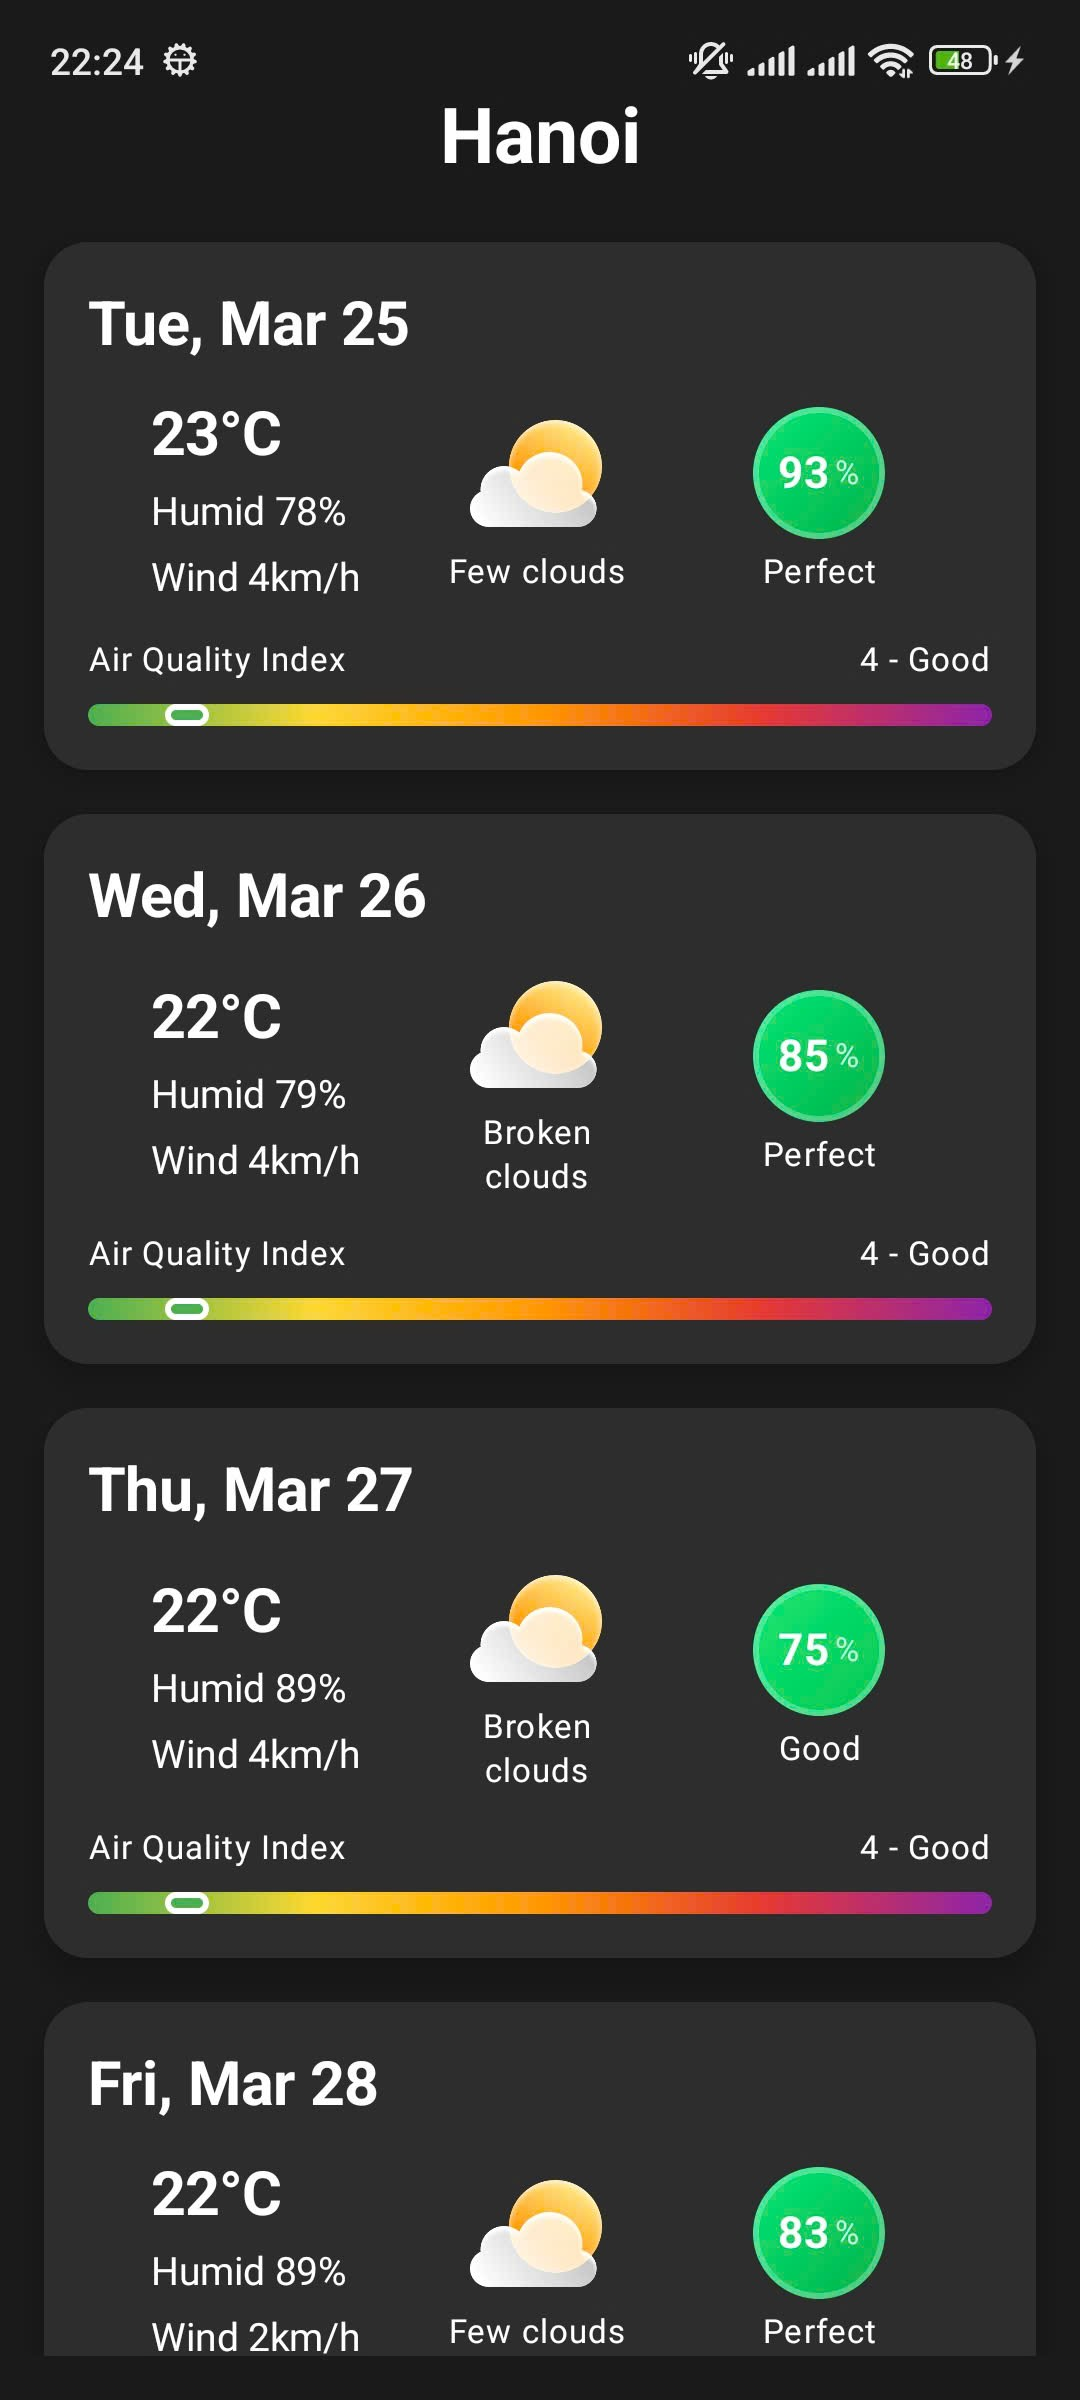 22:24
48
Hanoi
Tue, Mar 25
23°C
Humid 78%
Wind 4km/h
Few clouds
93 %
Perfect
Air Quality Index
4 - Good
Wed, Mar 26
22°C
Humid 79%
Wind 4km/h
Broken
clouds
85 %
Perfect
Air Quality Index
4 - Good
Thu, Mar 27
22°C
Humid 89%
Wind 4km/h
Broken
clouds
75 %
Good
Air Quality Index
4 - Good
Fri, Mar 28
22°C
Humid 89%
Wind 2km/h
Few clouds
83 %
Perfect